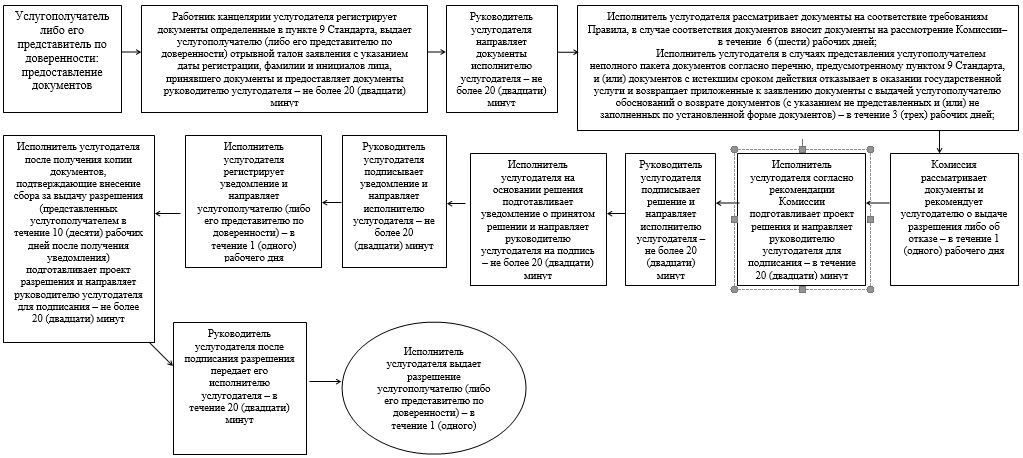 Услугополучатель
либо его
представитель по
доверенности:
предоставление
документов
Работник канцелярии услугодателя регистрирует
документы определенные в пункте 9 Стандарта, выдает
услугополучателю (либо его представителю по
доверенности) отрывной талон заявления с указанием
даты регистрации, фамилии и инициалов лица,
принявшего документы и предоставляет документы
руководителю услугодателя – не более 20 (двадцати)
минут
Руководитель
услугодателя
направляет
документы
исполнителю
услугодателя – не
более 20 (двадцати)
минут
Исполнитель услугодателя рассматривает документы на соответствие требованиям
Правила, в случае соответствия документов вносит документы на рассмотрение Комиссии–
в течение 6 (шести) рабочих дней;
Исполнитель услугодателя в случаях представления услугополучателем
неполного пакета документов согласно перечню, предусмотренному пунктом 9 Стандарта,
и (или) документов с истекшим сроком действия отказывает в оказании государственной
услуги и возвращает приложенные к заявлению документы с выдачей услугополучателю
обоснований о возврате документов (с указанием не представленных и (или) не
заполненных по установленной форме документов) – в течение 3 (трех) рабочих дней;
Комиссия
рассматривает
документы и
рекомендует
услугодателю о выдаче
разрешения либо об
отказе – в течение 1
(одного) рабочего дня
Исполнитель
услугодателя согласно
рекомендации
Комиссии
подготавливает проект
решения и направляет
руководителю
услугодателя для
подписания – в течение
20 (двадцати) минут
Руководитель
услугодателя
подписывает
решение и
направляет
исполнителю
услугодателя –
не более 20
(двадцати)
минут
Исполнитель
услугодателя на
основании решения
подготавливает
уведомление о принятом
решении и направляет
руководителю
услугодателя на подпись
– не более 20 (двадцати)
минут
Руководитель
услугодателя
подписывает
уведомление и
направляет
исполнителю
услугодателя – не
более 20
(двадцати) минут
Исполнитель
услугодателя
регистрирует
уведомление и
направляет
услугополучателю (либо
его представителю по
доверенности) – в
течение 1 (одного)
рабочего дня
Исполнитель услугодателя
после получения копии
документов,
подтверждающие внесение
сбора за выдачу разрешения
(представленных
услугополучателем в
течение 10 (десяти) рабочих
дней после получения
уведомления)
подготавливает проект
разрешения и направляет
руководителю услугодателя
для подписания – не более
20 (двадцати) минут
Руководитель
услугодателя после
подписания разрешения
передает его
исполнителю
услугодателя – в
течение 20 (двадцати)
минут
Исполнитель
услугодателя выдает
разрешение
услугополучателю (либо
его представителю по
доверенности) – в
течение 1 (одного)